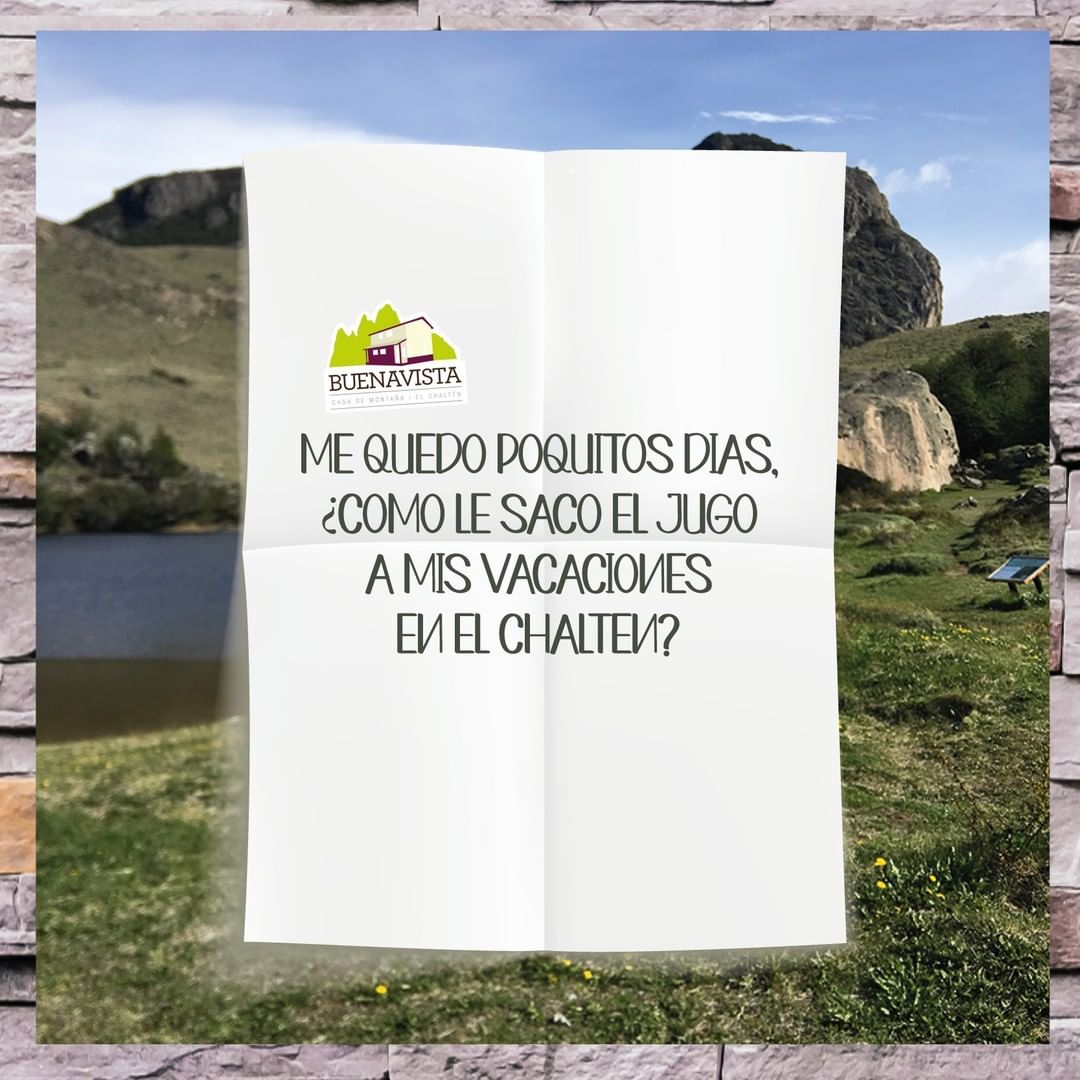 BUENAVISTA
CASA DE MONTAÑA - EL CHALTEN
ME QUEDO POQUITOS DIAS,
¿COMO LE SACO EL JUGO
A MIS VACACIONES
EN EL CHALTEN?